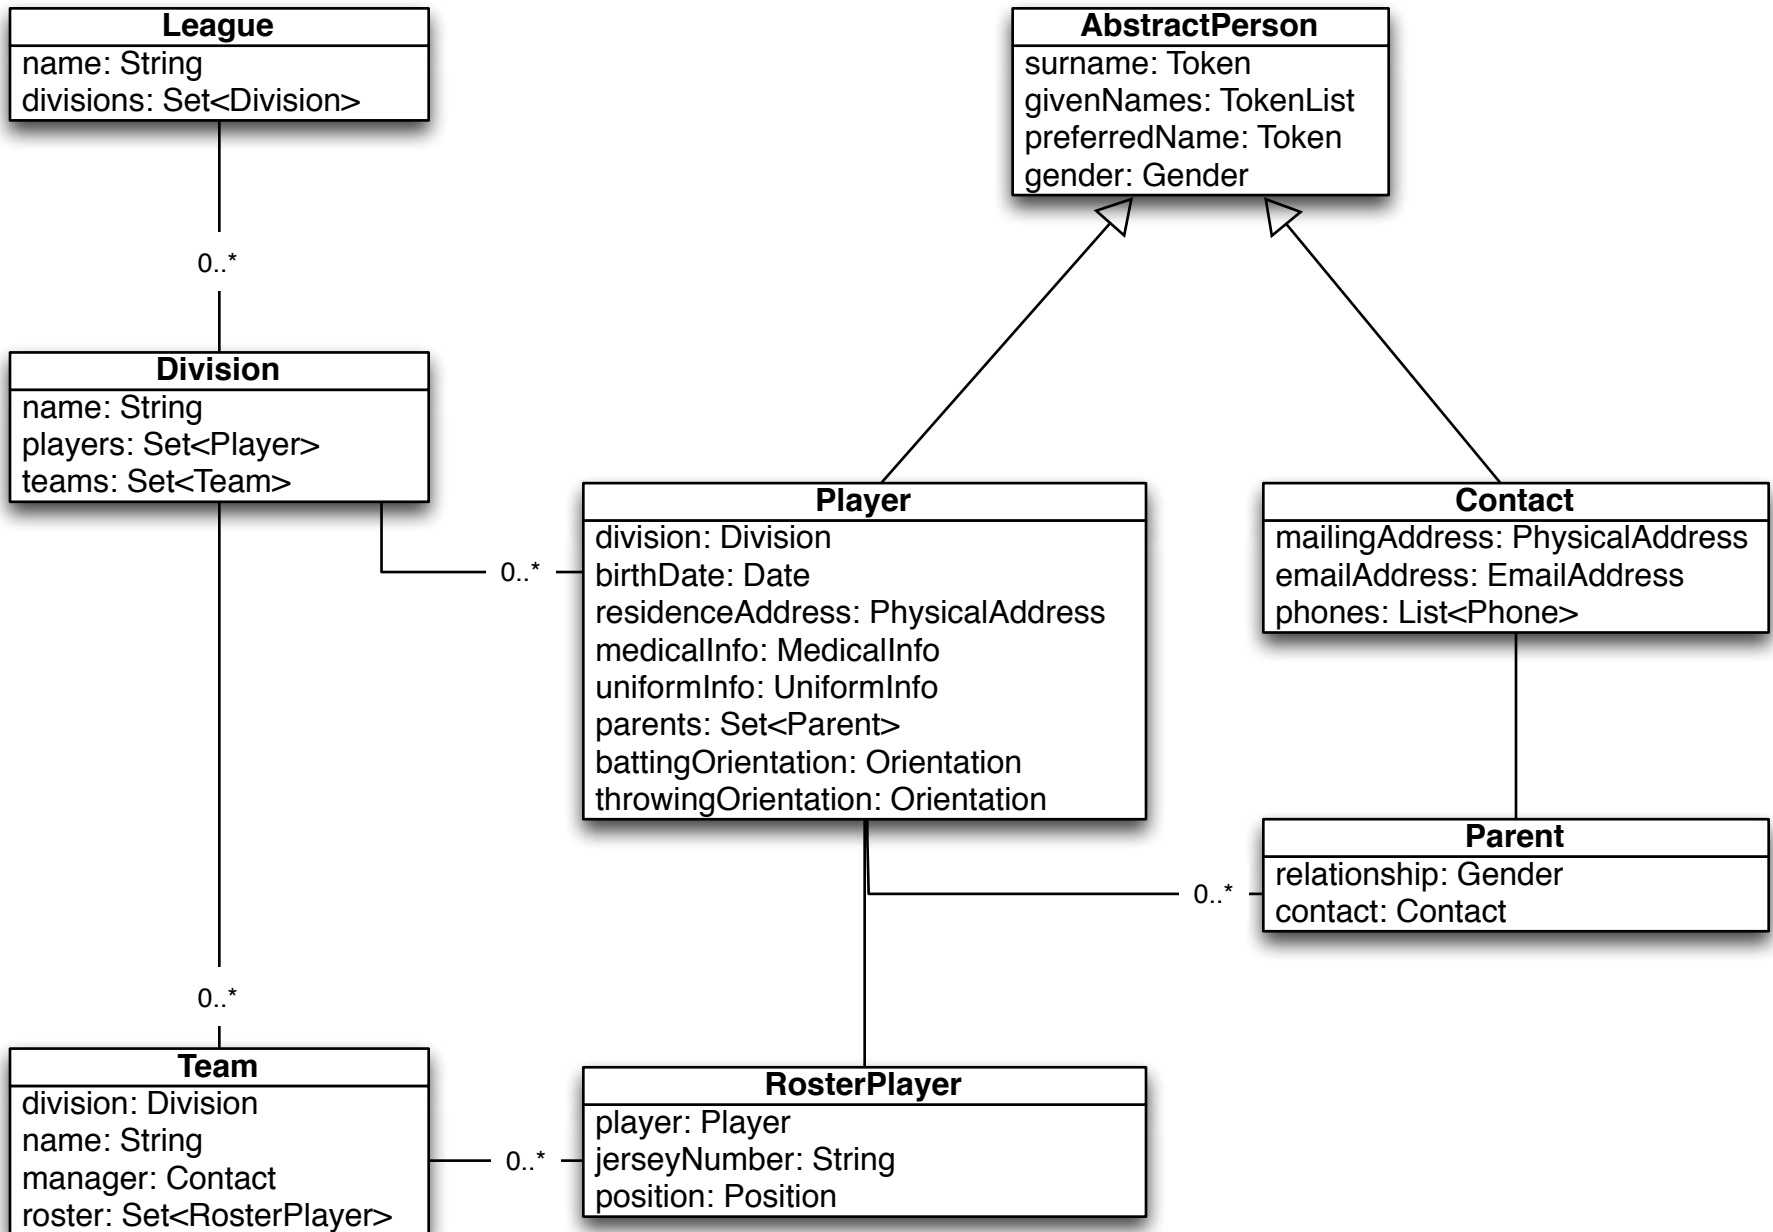 League
name: String
divisions: Set<Division>
AbstractPerson
surname: Token
givenNames: TokenList
preferredName: Token
gender: Gender
0..*
Division
name: String
players: Set<Player>
teams: Set<Team>
Player
division: Division
birthDate: Date
residenceAddress: PhysicalAddress
medicalInfo: MedicalInfo
uniformInfo: UniformInfo
parents: Set<Parent>
battingOrientation: Orientation
throwingOrientation: Orientation
Contact
mailingAddress: PhysicalAddress
emailAddress: EmailAddress
phones: List<Phone>
0..*
Parent
relationship: Gender
contact: Contact
0..*
0..*
Team
division: Division
name: String
manager: Contact
roster: Set<RosterPlayer>
0..*
RosterPlayer
player: Player
jerseyNumber: String
position: Position